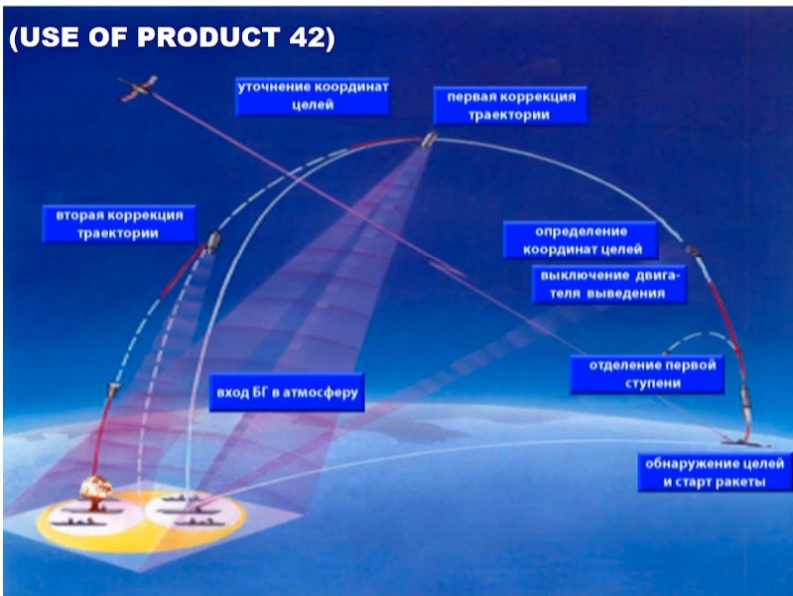 (USE OF PRODUCT 42)
уточнение координат
целей
первая коррекция
траектории
вторая коррекция
траектории
определение
координат целей
выключение двига-
теля выведения
отделение первой
ступени
вход БГ в атмосферу
обнаружение целей
и старт ракеты